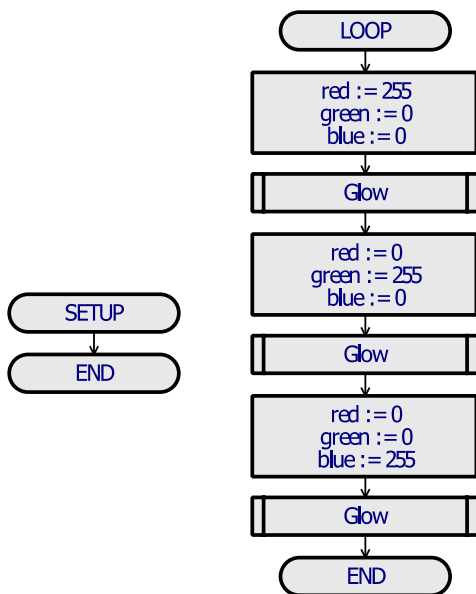 SETUP
END
LOOP
red := 255
green := 0
blue := 0
Glow
red := 0
green := 255
blue := 0
Glow
red := 0
green := 0
blue := 255
Glow
END